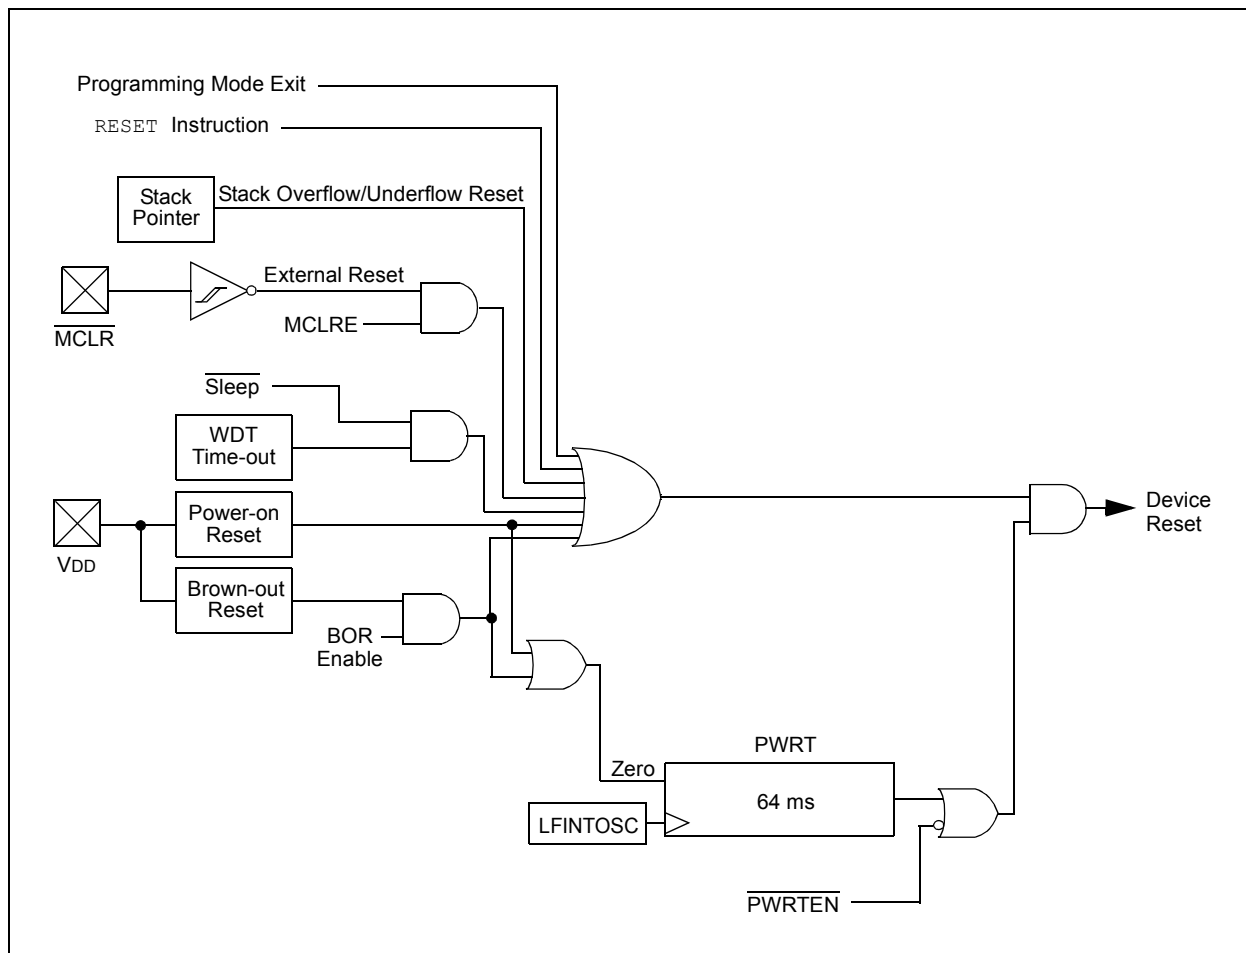 Programming Mode Exit
RESET Instruction
Stack
Pointer
Stack Overflow/Underflow Reset
External Reset
MCLR
MCLRE
Sleep
WDT
Time-out
Power-on
Reset
VDD
Brown-out
Reset
BOR
Enable
Device
Reset
PWRT
Zero
64 ms
LFINTOSC
PWRTEN